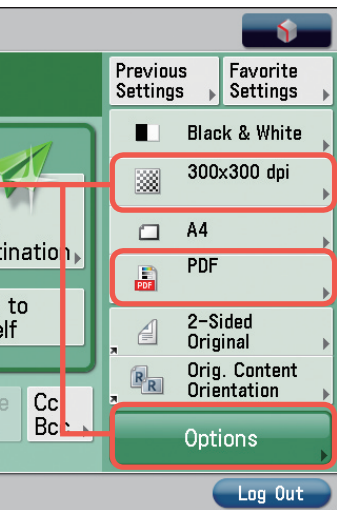 Previous
Settings
Favorite
Settings
Black & White
300x300 dpi
A4
PDF
PDF
tination
to
elf
2-Sided
Original
R R
Orig. Content
Orientation
e
Cc
Bcc
Options
Log Out